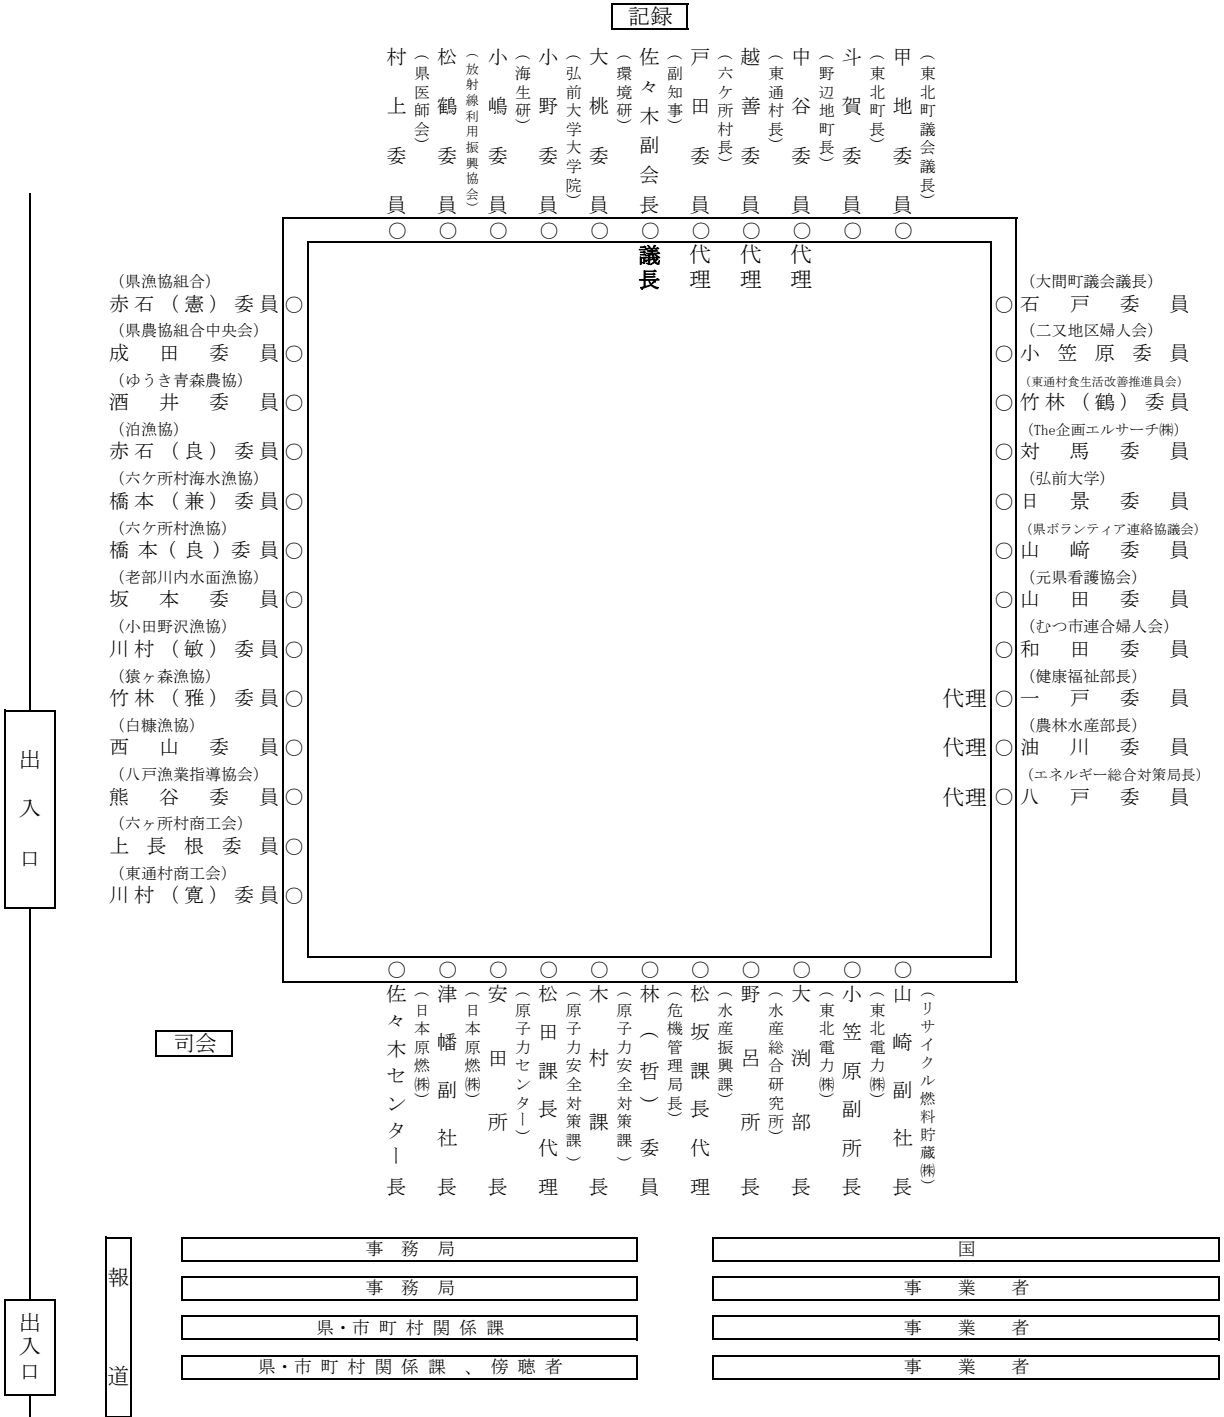 記録
村上委員
（県医師会）
松鶴委員
（放射線利用振興協会）
小嶋委員
（海生研）
小野委員
（弘前大学大学院）
大桃委員
（環境研）
佐々木副会長
（副知事）
戸田委員
（六ケ所村長）
越善委員
（東通村長）
中谷委員
（野辺地町長）
斗賀委員
（東北町長）
甲地委員
（東北町議会議長）
議長
代理
代理
代理
（県漁協組合）
赤石（憲）委員
（県農協組合中央会）
成田委員
（ゆうき青森農協）
酒井委員
（泊漁協）
赤石（良）委員
（六ケ所村海水漁協）
橋本（兼）委員
（六ケ所村漁協）
橋本（良）委員
（老部川内水面漁協）
坂本委員
（小田野沢漁協）
川村（敏）委員
（猿ヶ森漁協）
竹林（雅）委員
（白糠漁協）
西山委員
（八戸漁業指導協会）
熊谷委員
（六ヶ所村商工会）
上長根委員
（東通村商工会）
川村（寛）委員
（大間町議会議長）
石戸委員
（二又地区婦人会）
小笠原委員
（東通村食生活改善推進員会）
竹林（鶴）委員
（The企画エルサーチ㈱）
対馬委員
（弘前大学）
日景委員
（県ボランティア連絡協議会）
山﨑委員
（元県看護協会）
山田委員
（むつ市連合婦人会）
和田委員
（健康福祉部長）
代理 一戸委員
（農林水産部長）
代理 油川委員
（エネルギー総合対策局長）
代理 八戸委員
出入口
司会
佐々木センター長
（日本原燃㈱）
津幡副社長
（日本原燃㈱）
安田所長
（原子力センター）
松田課長代理
（原子力安全対策課）
木村課長
（原子力安全対策課）
林（哲）委員
（危機管理局長）
松坂課長代理
（水産振興課）
野呂所長
（水産総合研究所）
大渕部長
（東北電力㈱）
小笠原副所長
（東北電力㈱）
山崎副社長
（リサイクル燃料貯蔵㈱）
出入口
報道
事務局
事務局
県・市町村関係課
県・市町村関係課、傍聴者
国
事業者
事業者
事業者